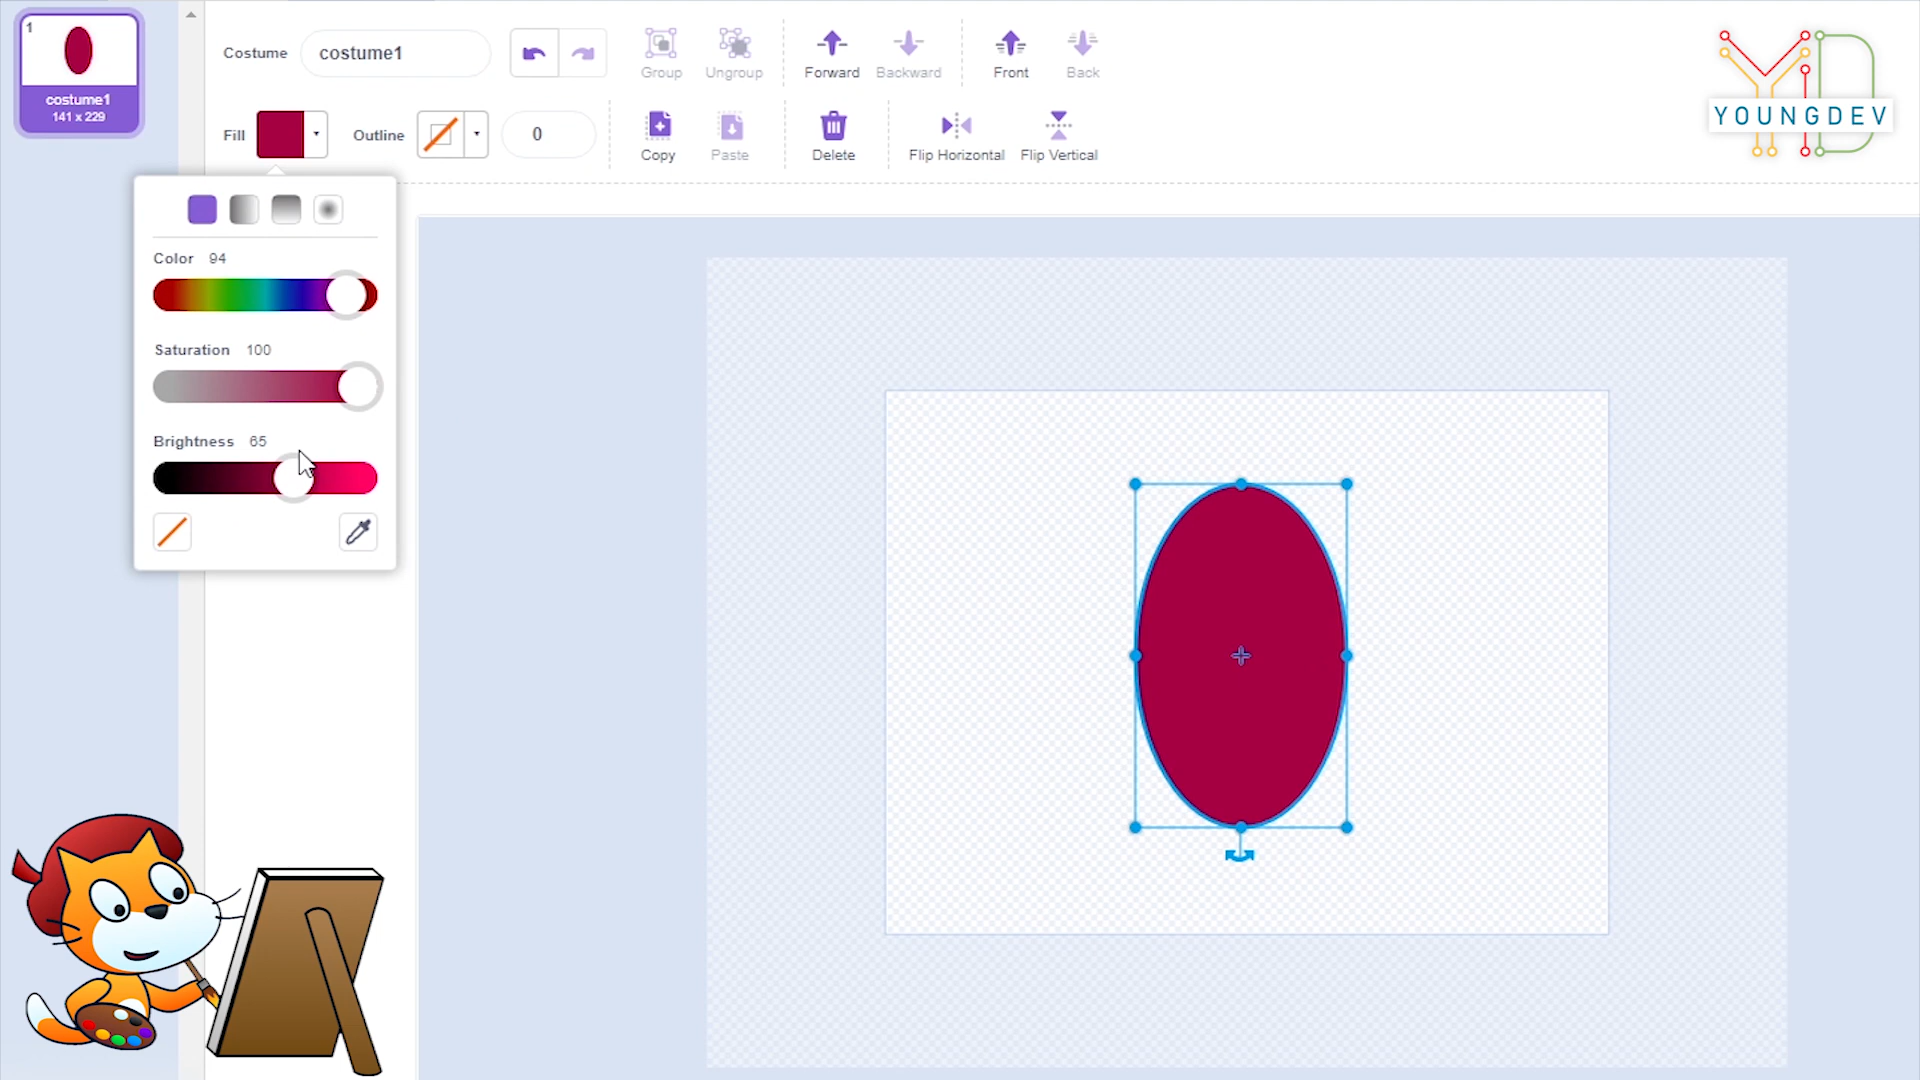 1
costume1
141 x 229
Costume
costume1
Group
Ungroup
Forward
Backward
Front
Back
Fill
Outline
0
Copy
Paste
Delete
Flip Horizontal
Flip Vertical
YOUNGDEV
Color 94
Saturation 100
Brightness 65